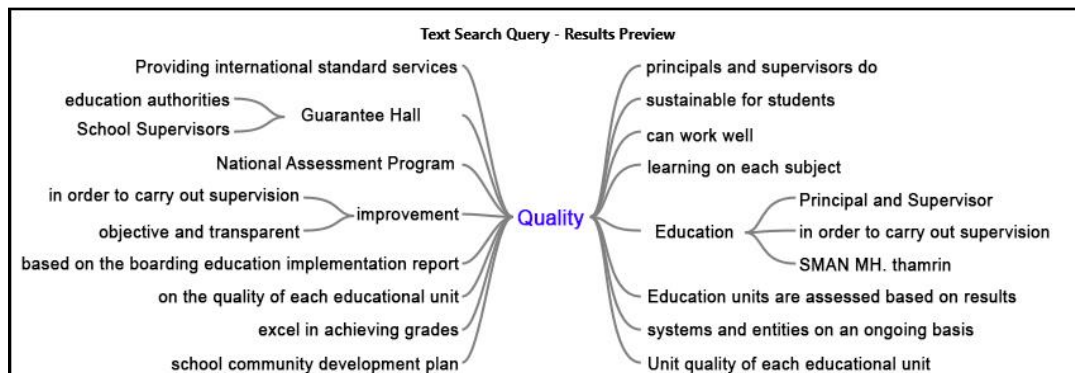 Text Search Query - Results Preview
Providing international standard services
education authorities
School Supervisors
Guarantee Hall
National Assessment Program
in order to carry out supervision
objective and transparent
improvement
based on the boarding education implementation report
on the quality of each educational unit
excel in achieving grades
school community development plan
Quality
principals and supervisors do
sustainable for students
can work well
learning on each subject
Education
Principal and Supervisor
in order to carry out supervision
SMAN MH. thamrin
Education units are assessed based on results
systems and entities on an ongoing basis
Unit quality of each educational unit